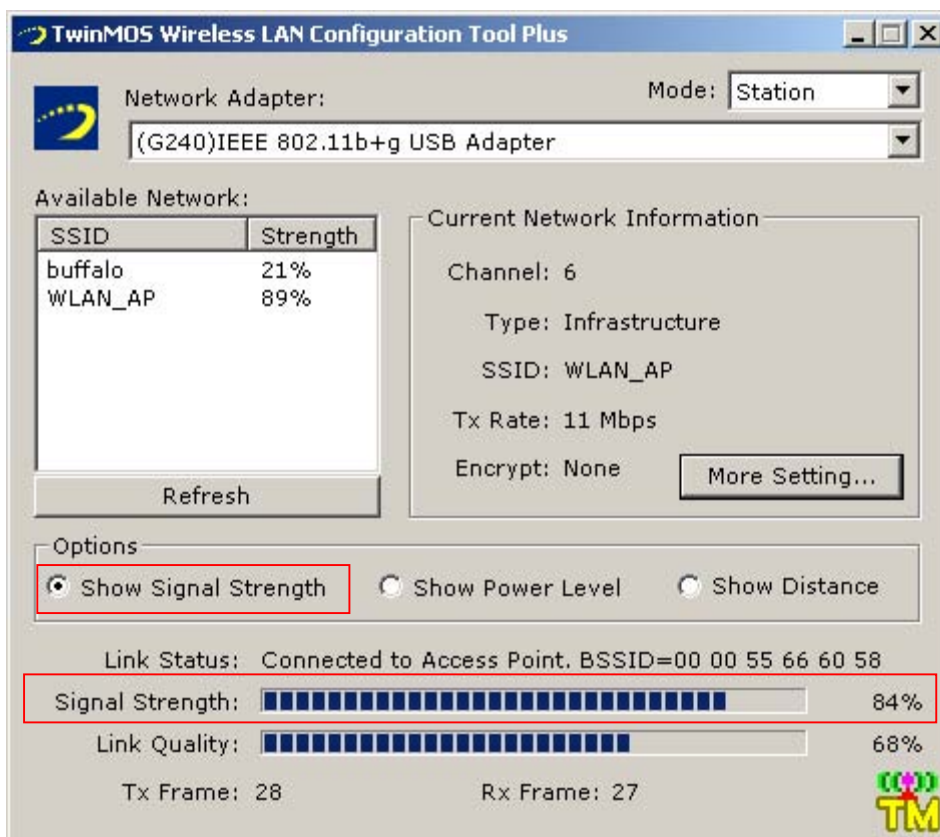 TwinMOS Wireless LAN Configuration Tool Plus
Network Adapter:
Mode: Station
(G240)IEEE 802.11b+g USB Adapter
Available Network:
SSID Strength
buffalo 21%
WLAN_AP 89%
Refresh
Current Network Information
Channel: 6
Type: Infrastructure
SSID: WLAN_AP
Tx Rate: 11 Mbps
Encrypt: None
More Setting...
Options
Show Signal Strength Show Power Level Show Distance
Link Status: Connected to Access Point. BSSID=00 00 55 66 60 58
Signal Strength: 84%
Link Quality: 68%
Tx Frame: 28 Rx Frame: 27
TM